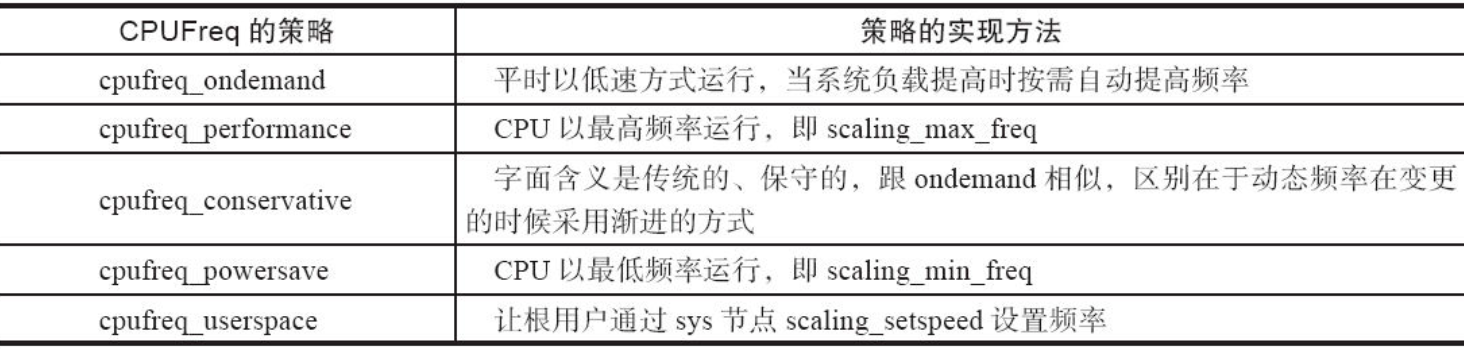 CPUFreq 的策略 策略的实现方法
cpufreq_ondemand 平时以低速方式运行，当系统负载提高时按需自动提高频率
cpufreq_performance CPU 以最高频率运行，即 scaling_max_freq
cpufreq_conservative 字面含义是传统的、保守的，跟 ondemand 相似，区别在于动态频率在变更
的时候采用渐进的方式
cpufreq_powersave CPU 以最低频率运行，即 scaling_min_freq
cpufreq_userspace 让根用户通过 sys 节点 scaling_setspeed 设置频率